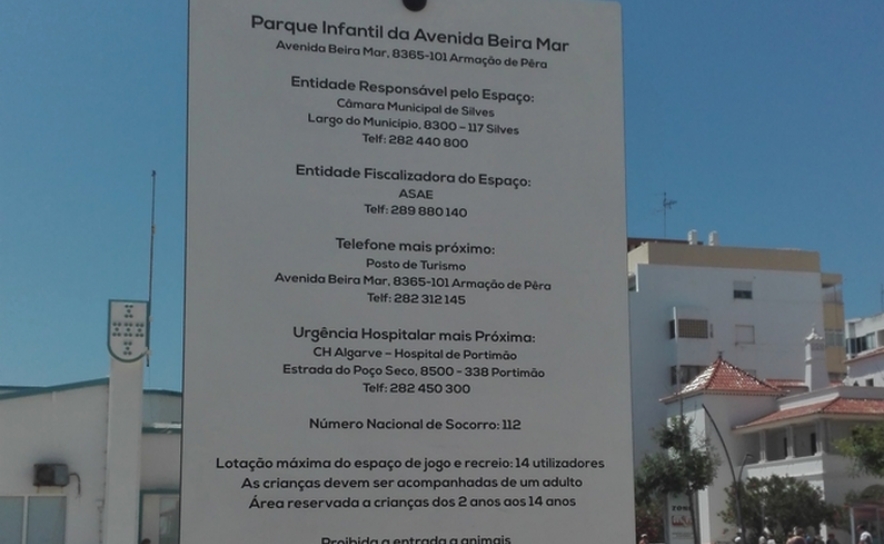 Parque Infantil da Avenida Beira Mar
Avenida Beira Mar, 8365-101 Armação de Pêra
Entidade Responsável pelo Espaço:
Câmara Municipal de Silves
Largo do Município, 8300 – 117 Silves
Telf: 282 440 800
Entidade Fiscalizadora do Espaço:
ASAE
Telf: 289 880 140
Telefone mais próximo:
Posto de Turismo
Avenida Beira Mar, 8365-101 Armação de Pêra
Telf: 282 312 145
Urgência Hospitalar mais Próxima:
CH Algarve – Hospital de Portimão
Estrada do Poço Seco, 8500 - 338 Portimão
Telf: 282 450 300
Número Nacional de Socorro: 112
Lotação máxima do espaço de jogo e recreio: 14 utilizadores
As crianças devem ser acompanhadas de um adulto
Área reservada a crianças dos 2 anos aos 14 anos
Proibida a entrada a animais